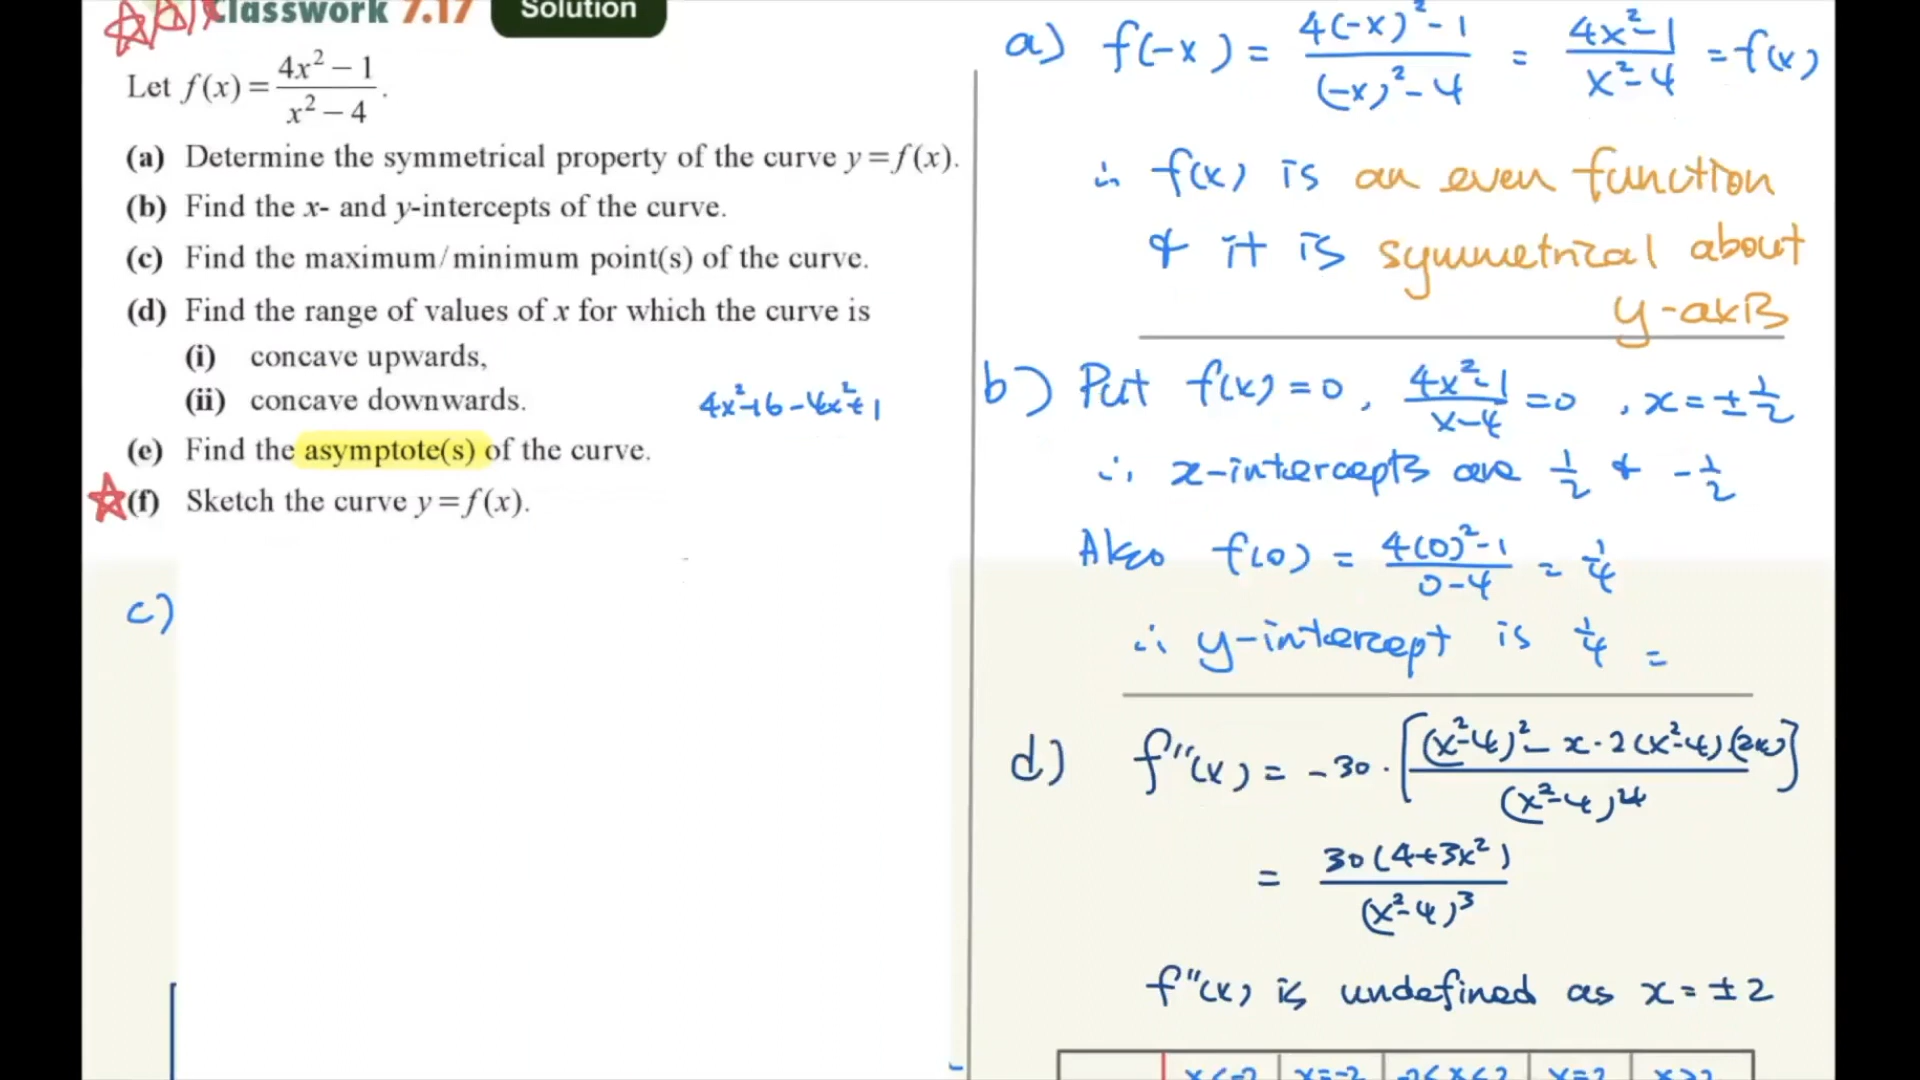 Classwork 7.17 Solution
Let f(x) = (4x² − 1)/(x² − 4).
(a) Determine the symmetrical property of the curve y = f(x).
(b) Find the x- and y-intercepts of the curve.
(c) Find the maximum/minimum point(s) of the curve.
(d) Find the range of values of x for which the curve is
(i) concave upwards,
(ii) concave downwards.
4x²-16-4x²+1
(e) Find the asymptote(s) of the curve.
(f) Sketch the curve y = f(x).
c)
a) f(-x) = (4(-x)²-1)/((-x)²-4) = (4x²-1)/(x²-4) = f(x)
∴ f(x) is an even function
& it is symmetrical about
y-axis
b) Put f(x) = 0, (4x²-1)/(x-4) = 0, x = ±1/2
∴ x-intercepts are 1/2 & -1/2
Also f(0) = (4(0)²-1)/(0-4) = 1/4
∴ y-intercept is 1/4 =
d) f''(x) = -30 · [((x²-4)² - x·2(x²-4)(2x))/(x²-4)⁴]
= 30(4+3x²)/(x²-4)³
f''(x) is undefined as x = ±2
x<-2 x=-2 -2<x<2 x=2 x>2